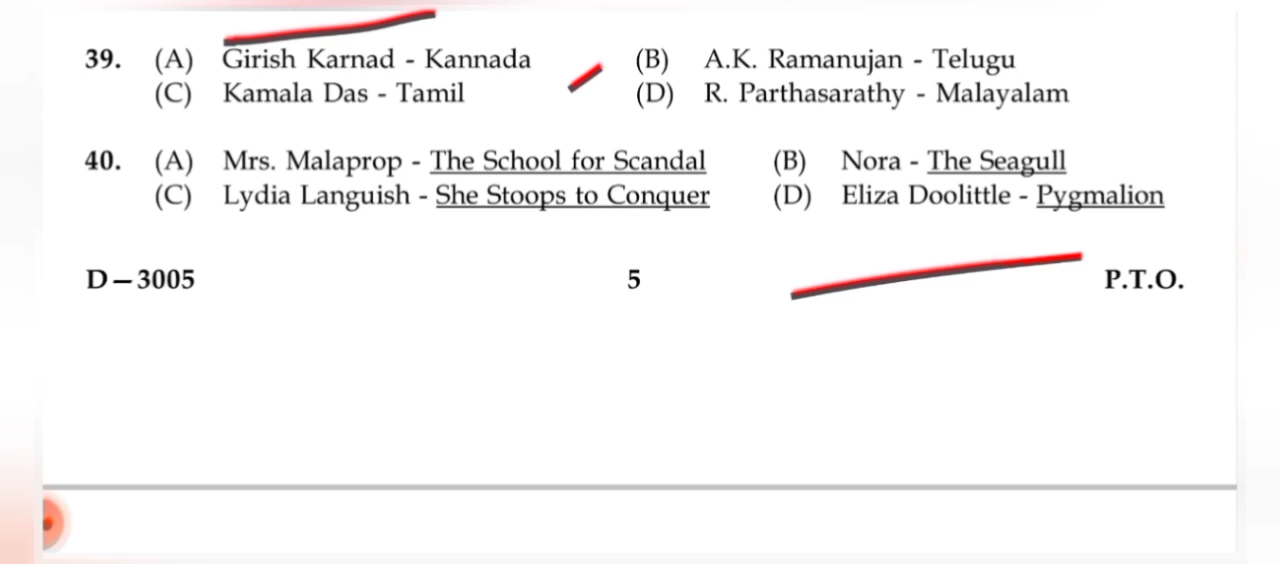 39. (A) Girish Karnad - Kannada (B) A.K. Ramanujan - Telugu
(C) Kamala Das - Tamil (D) R. Parthasarathy - Malayalam
40. (A) Mrs. Malaprop - The School for Scandal (B) Nora - The Seagull
(C) Lydia Languish - She Stoops to Conquer (D) Eliza Doolittle - Pygmalion
D – 3005 5 P.T.O.